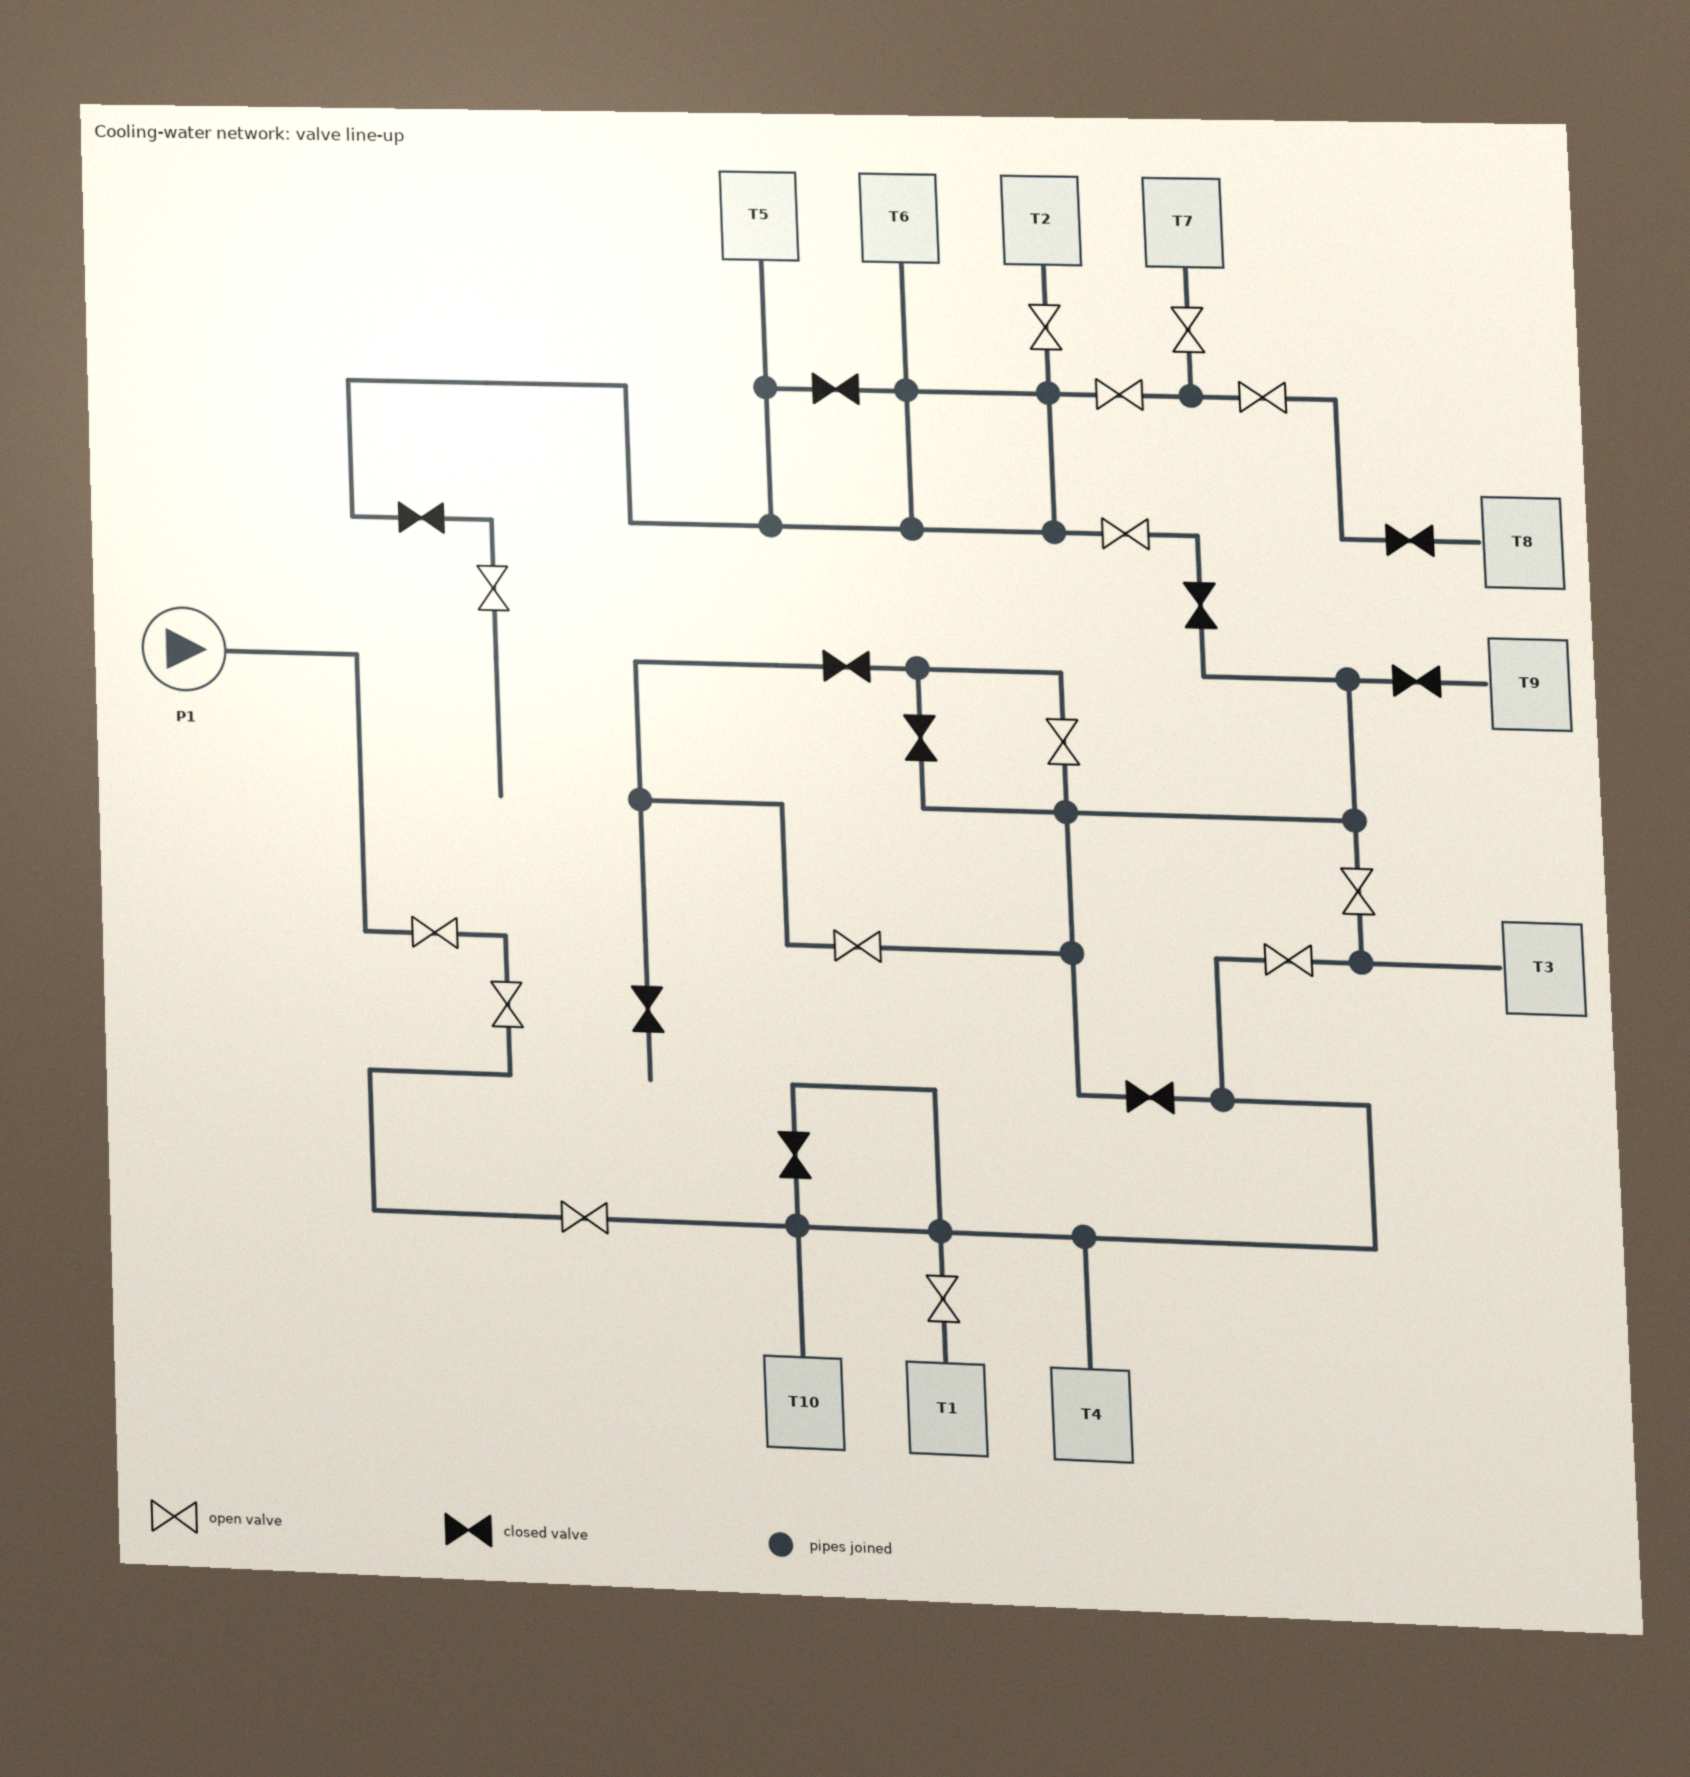 Cooling-water network: valve line-up
T5
T6
T2
T7
T8
P1
T9
T3
T10
T1
T4
open valve
closed valve
pipes joined